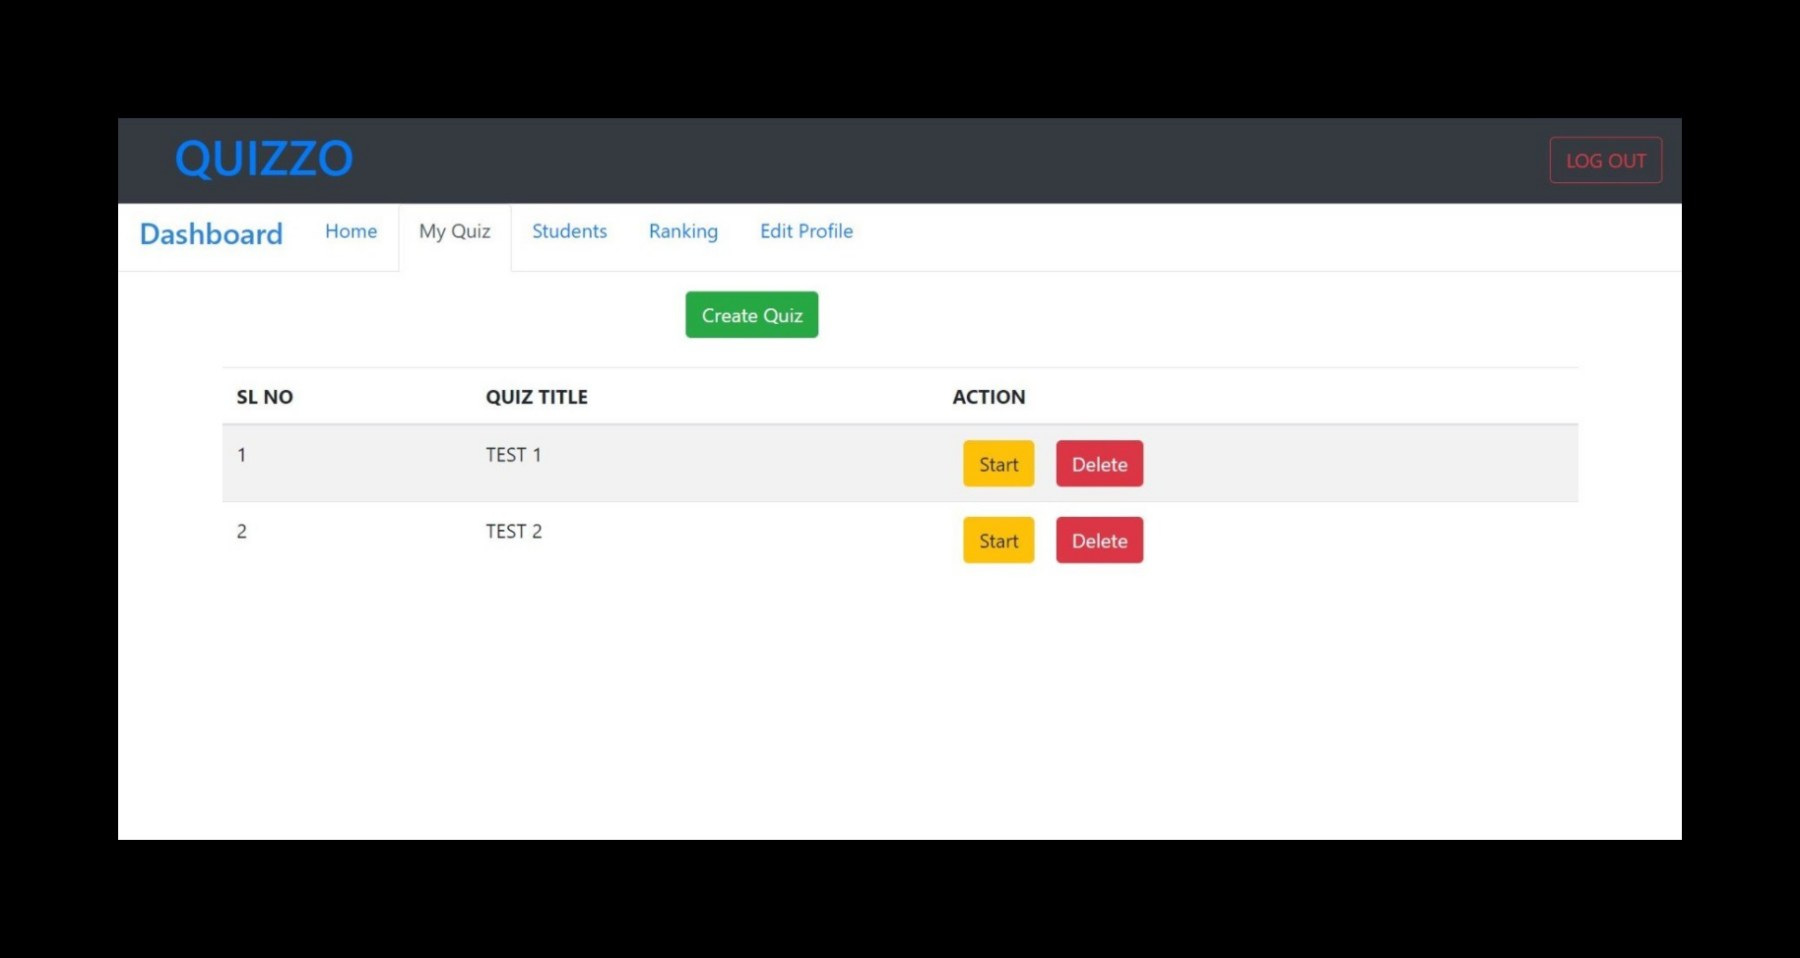 QUIZZO LOG OUT
Dashboard Home My Quiz Students Ranking Edit Profile
Create Quiz
SL NO QUIZ TITLE ACTION
1 TEST 1 Start Delete
2 TEST 2 Start Delete